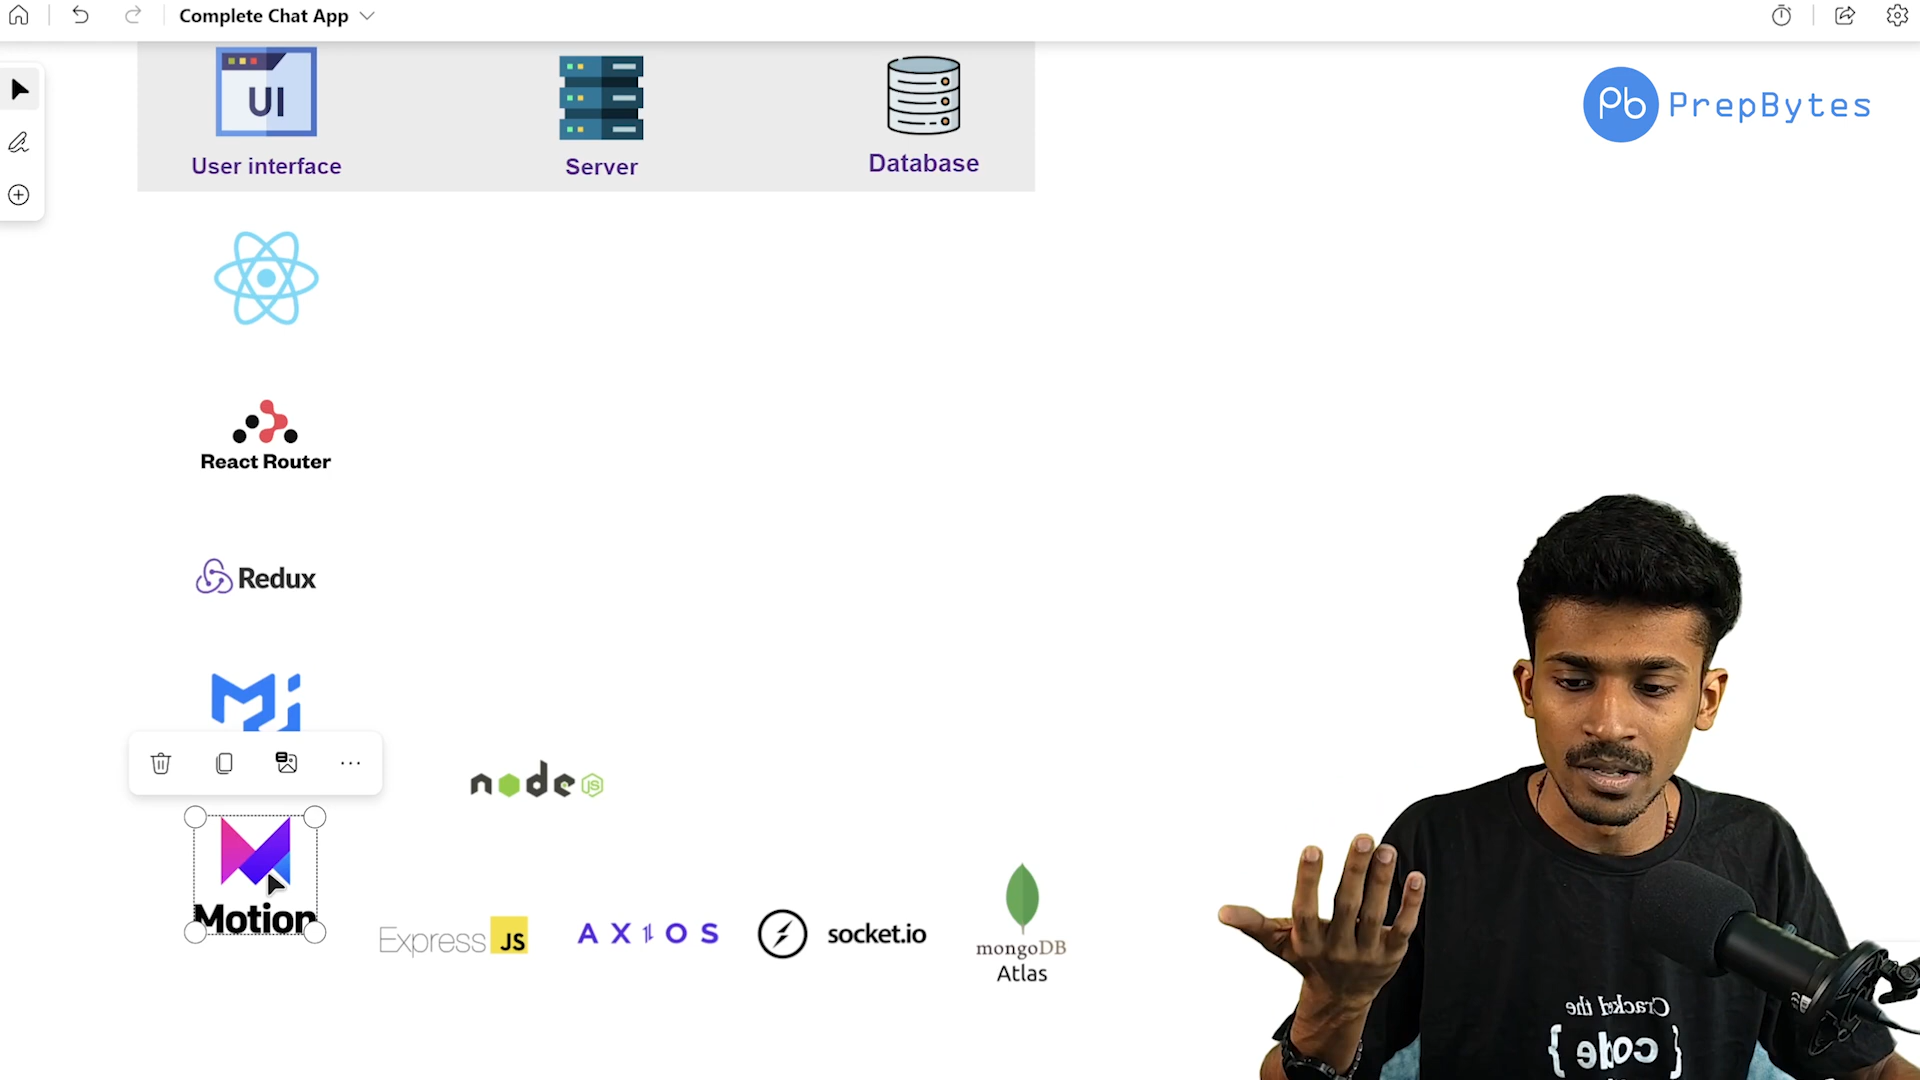 Complete Chat App
Pb PrepBytes
UI
User interface
Server
Database
React Router
Redux
node JS
Motion
Express JS
AXIOS
socket.io
mongoDB
Atlas
Cracked the
{ code }